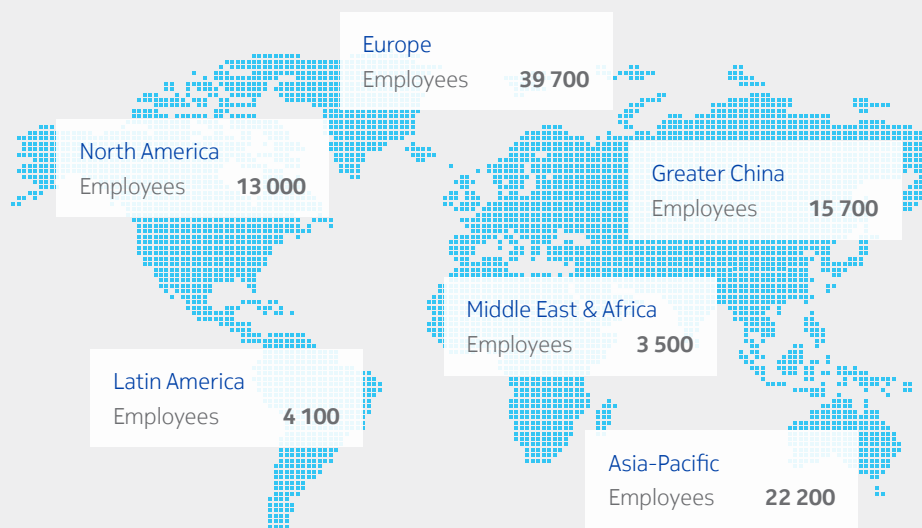 Europe
Employees 39 700
North America
Employees 13 000
Greater China
Employees 15 700
Middle East & Africa
Employees 3 500
Latin America
Employees 4 100
Asia-Pacific
Employees 22 200